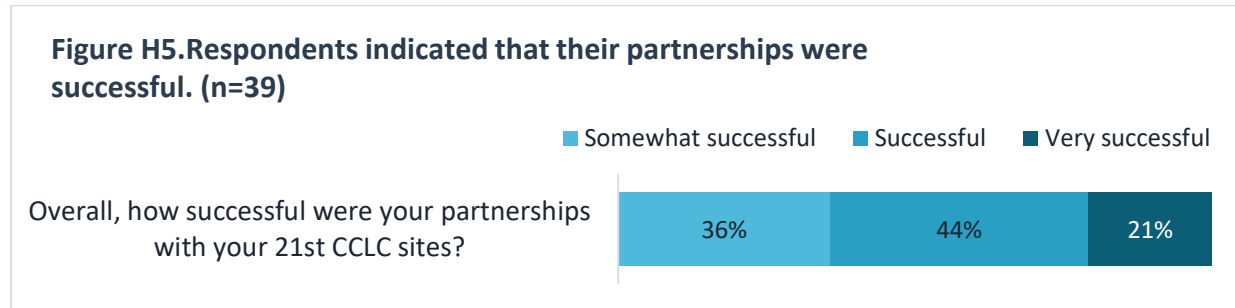 Figure H5.Respondents indicated that their partnerships were
successful. (n=39)
Somewhat successful Successful Very successful
Overall, how successful were your partnerships
with your 21st CCLC sites?
36% 44% 21%